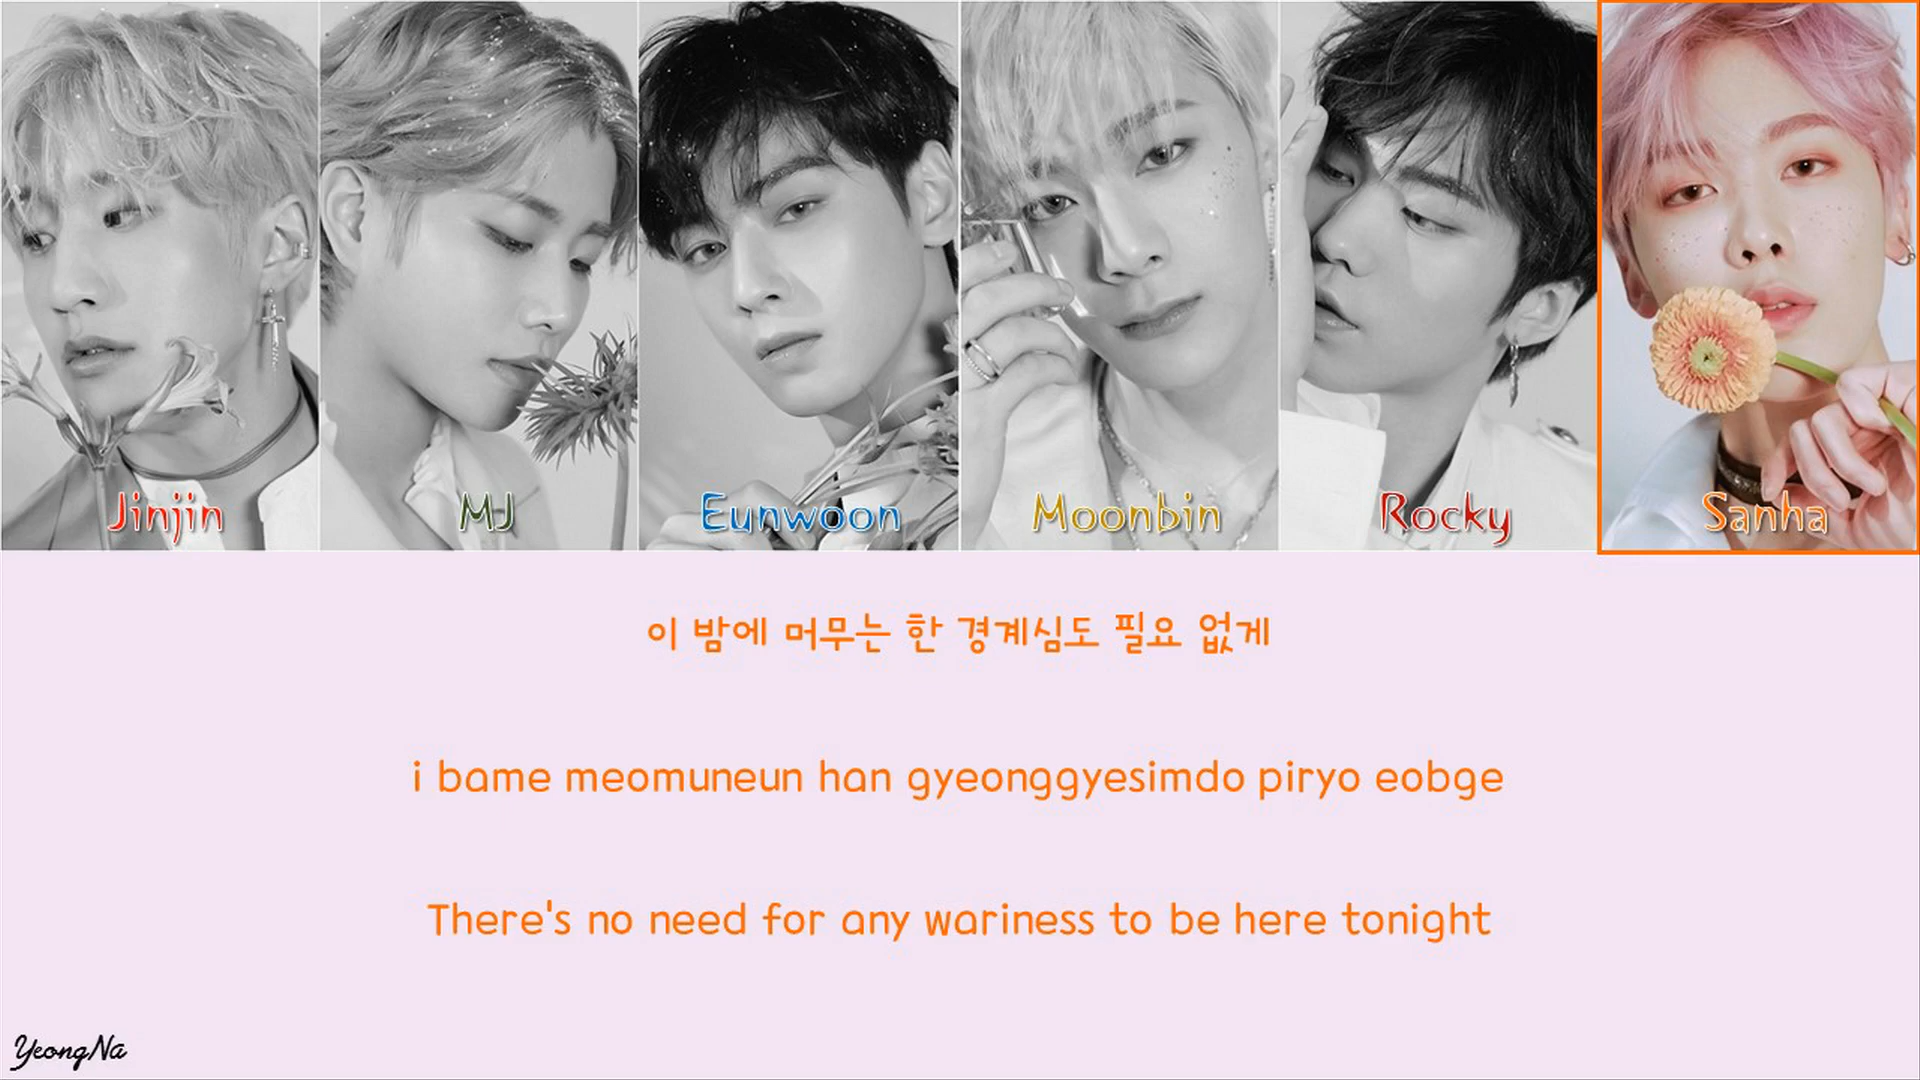 Jinjin MJ Eunwoon Moonbin Rocky Sanha
이 밤에 머무는 한 경계심도 필요 없게
i bame meomuneun han gyeonggyesimdo piryo eobge
There's no need for any wariness to be here tonight
YeongNa